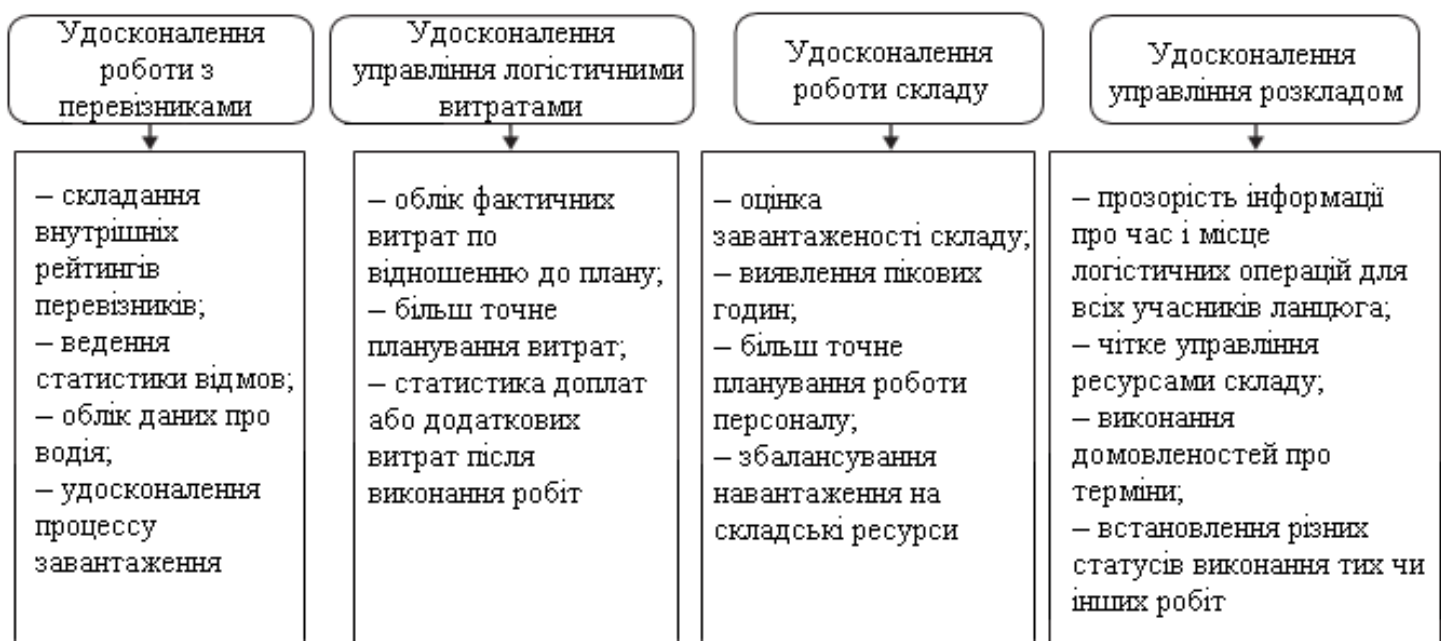 Удосконалення
роботи з
перевізниками
– складання
внутрішніх
рейтингів
перевізників;
– ведення
статистики відмов;
– облік даних про
водія;
– удосконалення
процессу
завантаження
Удосконалення
управління логістичними
витратами
– облік фактичних
витрат по
відношенню до плану;
– більш точне
планування витрат;
– статистика доплат
або додаткових
витрат після
виконання робіт
Удосконалення
роботи складу
– оцінка
завантаженості складу;
– виявлення пікових
годин;
– більш точне
планування роботи
персоналу;
– збалансування
навантаження на
складські ресурси
Удосконалення
управління розкладом
– прозорість інформації
про час і місце
логістичних операцій для
всіх учасників ланцюга;
– чітке управління
ресурсами складу;
– виконання
домовленостей про
терміни;
– встановлення різних
статусів виконання тих чи
інших робіт